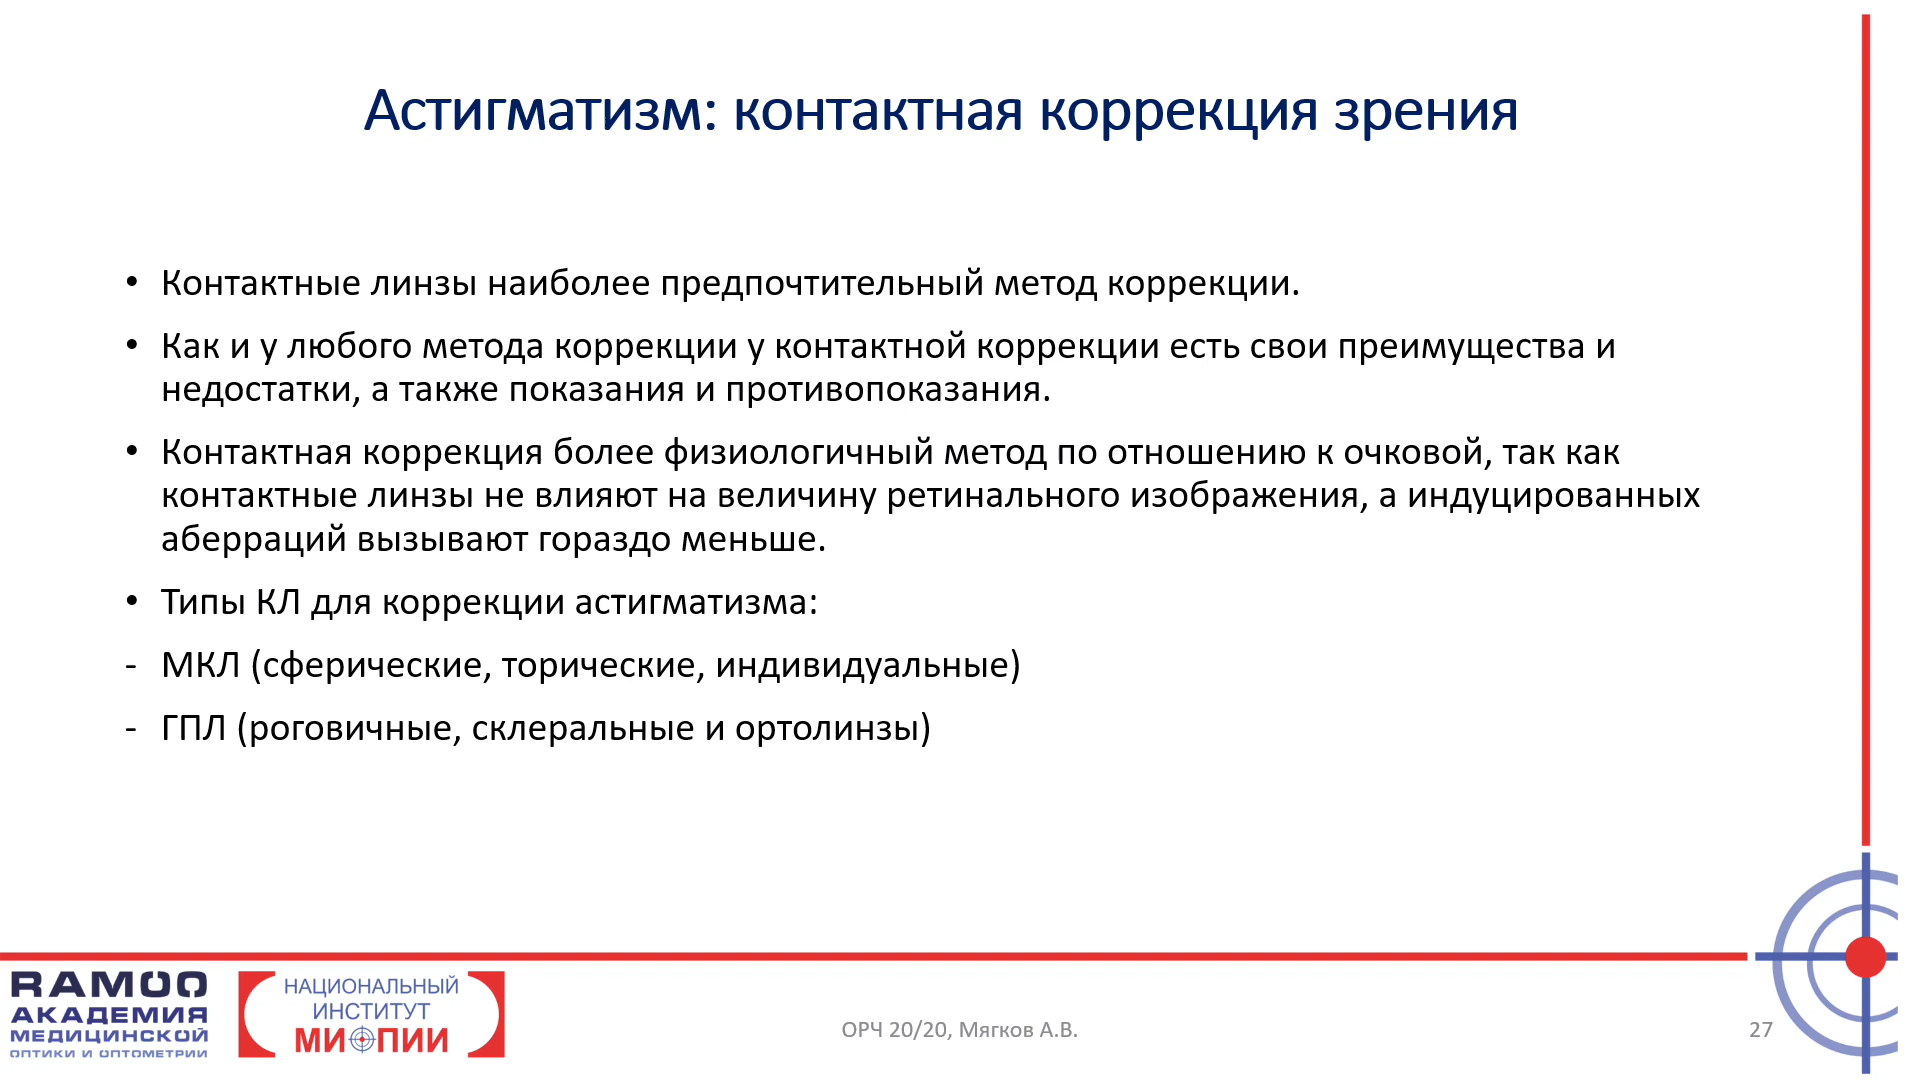 Астигматизм: контактная коррекция зрения
• Контактные линзы наиболее предпочтительный метод коррекции.
• Как и у любого метода коррекции у контактной коррекции есть свои преимущества и
недостатки, а также показания и противопоказания.
• Контактная коррекция более физиологичный метод по отношению к очковой, так как
контактные линзы не влияют на величину ретинального изображения, а индуцированных
аберраций вызывают гораздо меньше.
• Типы КЛ для коррекции астигматизма:
- МКЛ (сферические, торические, индивидуальные)
- ГПЛ (роговичные, склеральные и ортолинзы)
RAMOO
АКАДЕМИЯ
МЕДИЦИНСКОЙ
ОПТИКИ И ОПТОМЕТРИИ
НАЦИОНАЛЬНЫЙ
ИНСТИТУТ
МИОПИИ
ОРЧ 20/20, Мягков А.В.
27